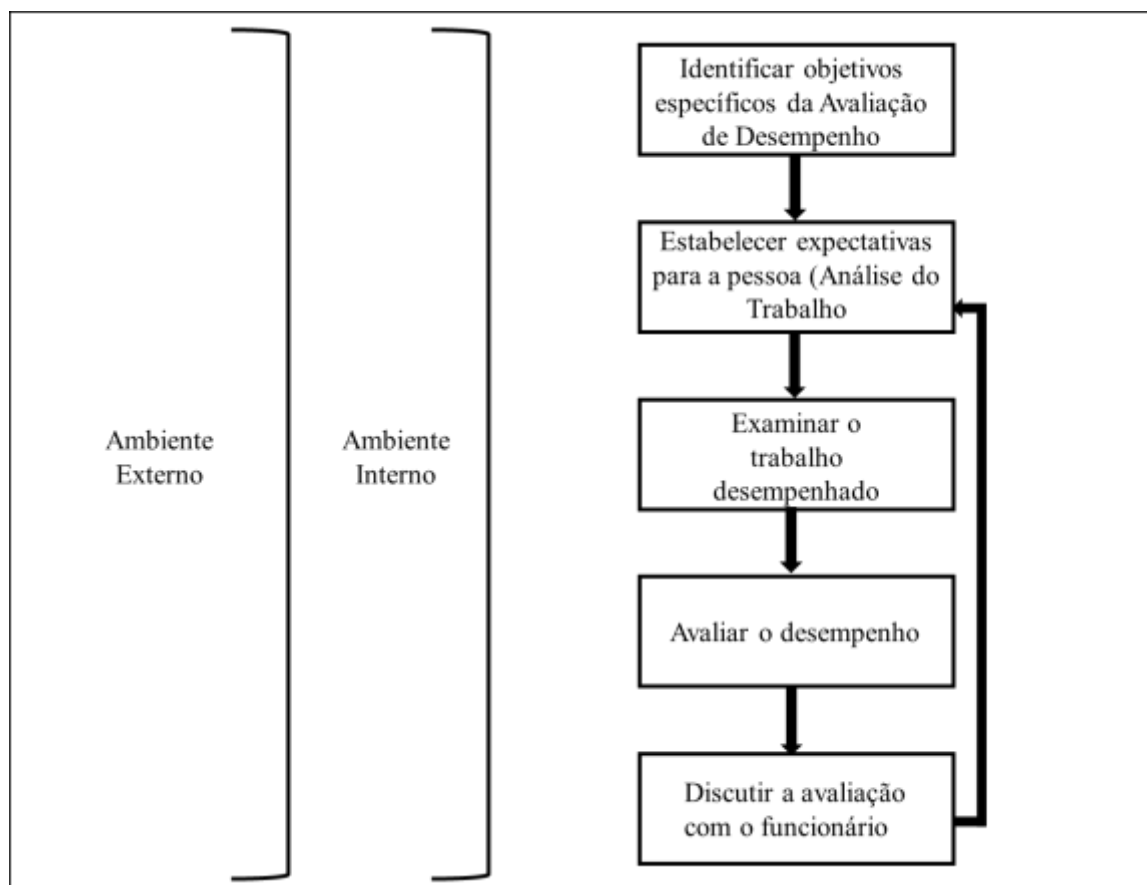 Identificar objetivos
específicos da Avaliação
de Desempenho
Estabelecer expectativas
para a pessoa (Análise do
Trabalho
Ambiente
Externo
Ambiente
Interno
Examinar o
trabalho
desempenhado
Avaliar o desempenho
Discutir a avaliação
com o funcionário